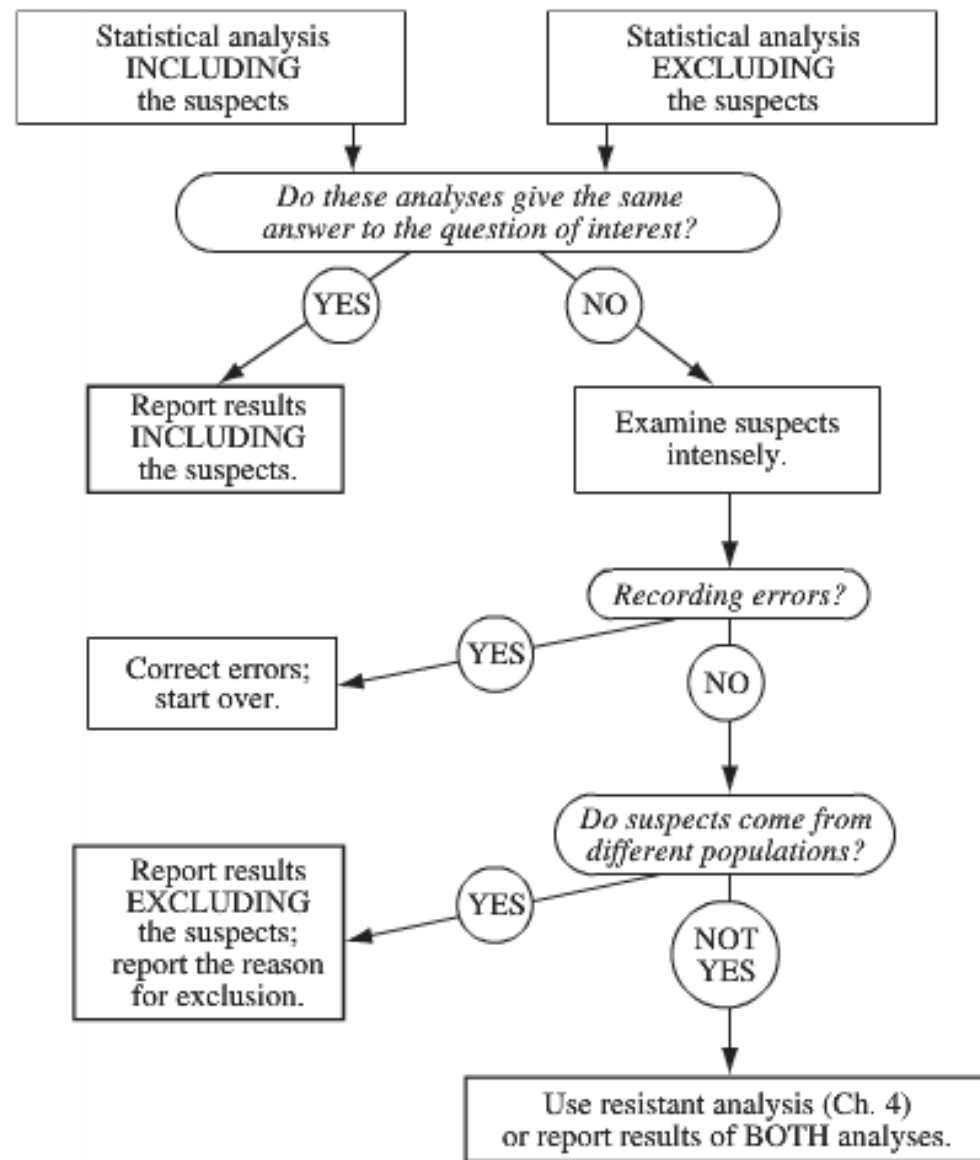 Statistical analysis
INCLUDING
the suspects
Statistical analysis
EXCLUDING
the suspects
Do these analyses give the same
answer to the question of interest?
YES
NO
Report results
INCLUDING
the suspects.
Examine suspects
intensely.
Recording errors?
YES
Correct errors;
start over.
NO
Do suspects come from
different populations?
YES
Report results
EXCLUDING
the suspects;
report the reason
for exclusion.
NOT
YES
Use resistant analysis (Ch. 4)
or report results of BOTH analyses.